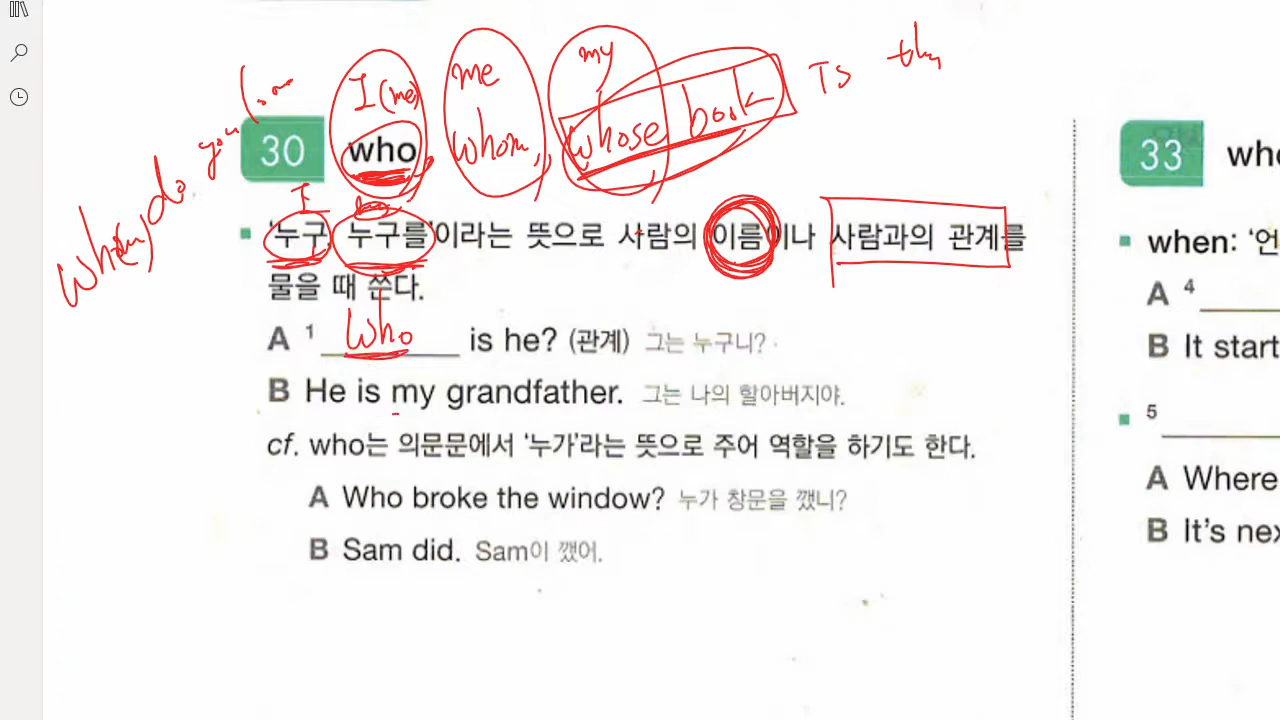 I (me) me my
whom, whose book Is
30 who
whom do you
I
'누구, 누구를'이라는 뜻으로 사람의 이름이나 사람과의 관계를
물을 때 쓴다.
A 1 Who is he? (관계) 그는 누구니?
B He is my grandfather. 그는 나의 할아버지야.
cf. who는 의문문에서 '누가'라는 뜻으로 주어 역할을 하기도 한다.
A Who broke the window? 누가 창문을 깼니?
B Sam did. Sam이 깼어.
33
when: '언
A 4
B It start
5
A Where
B It's